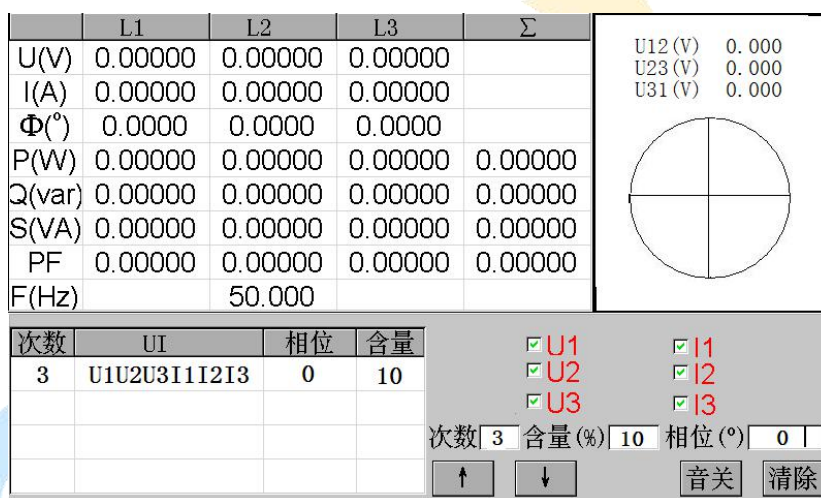 L1 L2 L3 Σ
U(V) 0.00000 0.00000 0.00000
I(A) 0.00000 0.00000 0.00000
Φ(°) 0.0000 0.0000 0.0000
P(W) 0.00000 0.00000 0.00000 0.00000
Q(var) 0.00000 0.00000 0.00000 0.00000
S(VA) 0.00000 0.00000 0.00000 0.00000
PF 0.00000 0.00000 0.00000 0.00000
F(Hz) 50.000
U12(V) 0.000
U23(V) 0.000
U31(V) 0.000
次数 UI 相位 含量
3 U1U2U3I1I2I3 0 10
U1 I1
U2 I2
U3 I3
次数 3 含量(%) 10 相位(°) 0
↑ ↓ 音关 清除